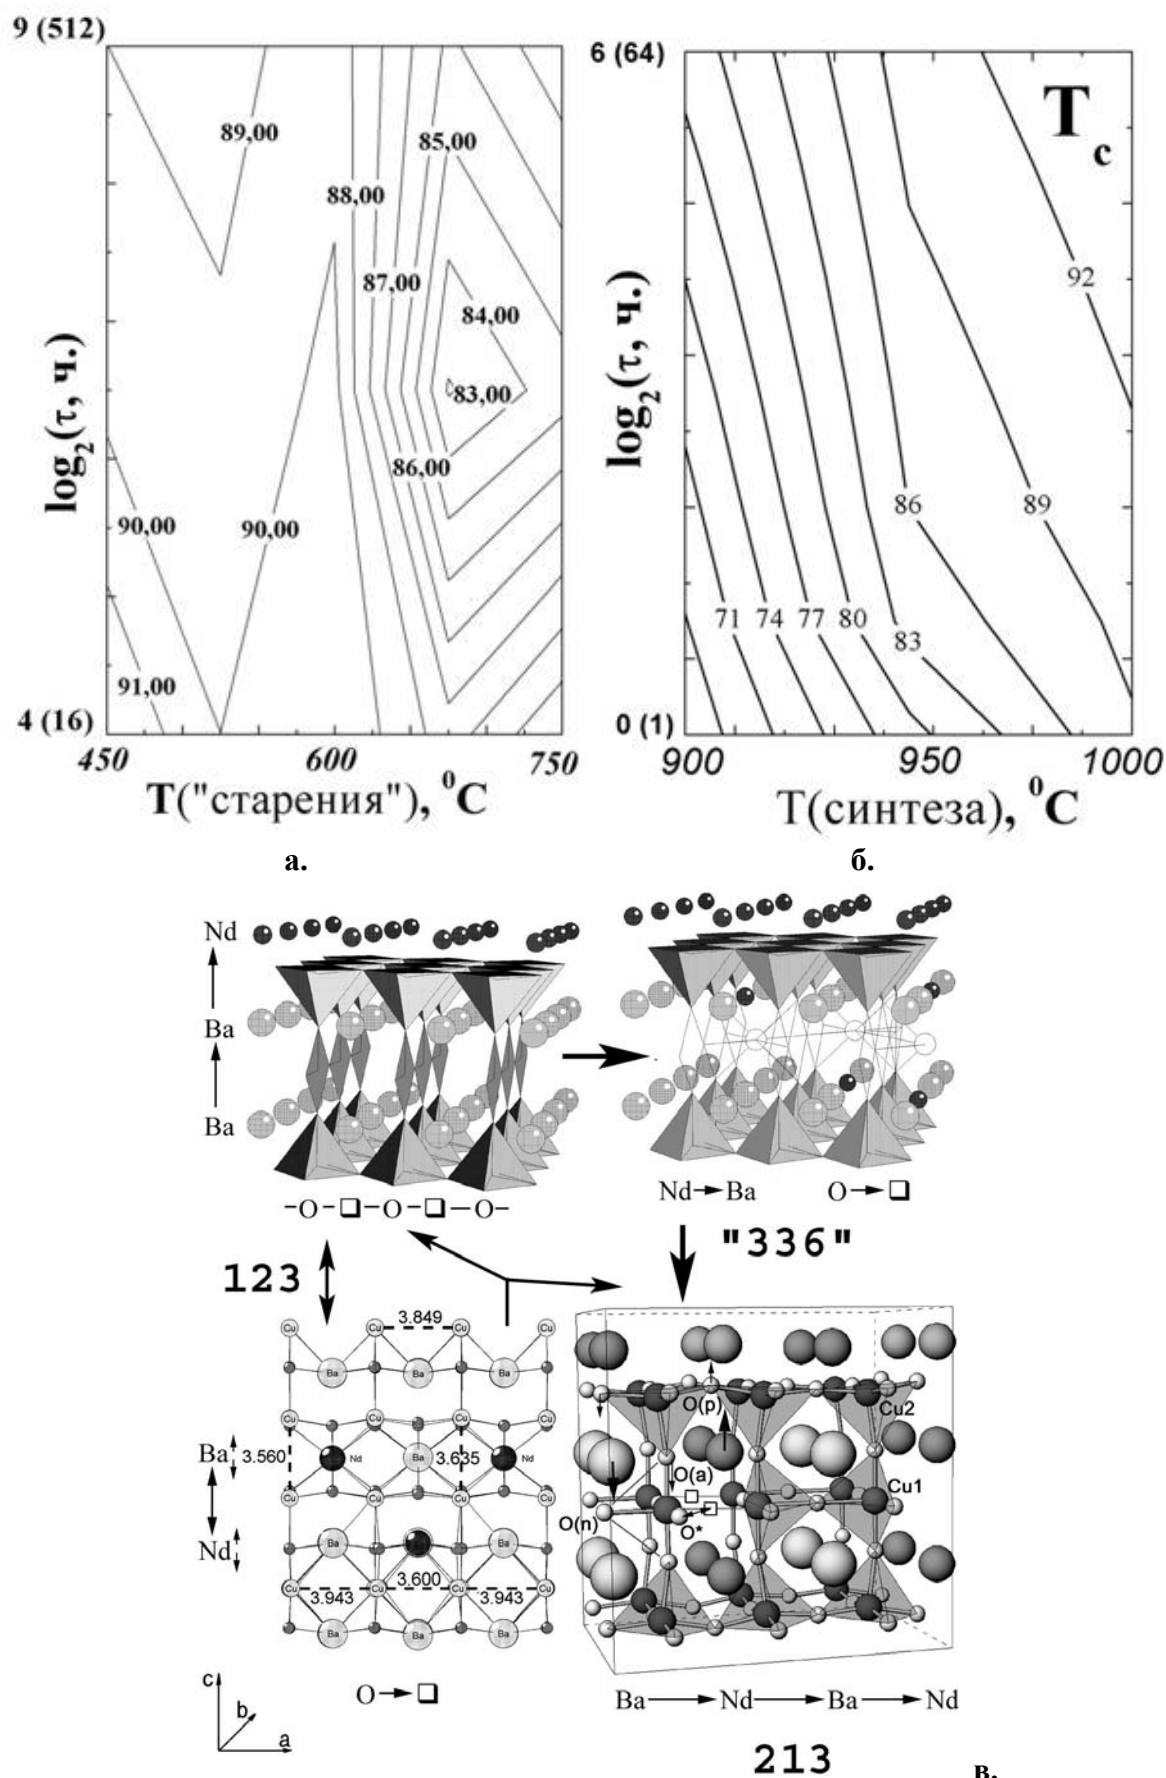 9 (512)
89,00
85,00
88,00
87,00
84,00
83,00
86,00
90,00
90,00
91,00
4 (16)
log2(τ, ч.)
450 600 750
T("старения"), ⁰C
а.
6 (64)
Tc
92
86
89
71 74 77 80
83
0 (1)
log2(τ, ч.)
900 950 1000
T(синтеза), ⁰C
б.
Nd
Ba
Ba
–O–□–O–□–O–
Nd→Ba O→□
"336"
123
Cu Cu 3.849 Cu Cu
Ba Ba Ba
Cu Cu Cu Cu
Ba 3.560 Nd Ba 3.635 Nd
Cu Cu Cu Cu
Nd Ba Ba
3.600
Cu Cu Cu Cu
3.943 3.943
Ba Ba Ba
O→□
c
b
a
O(p)
Cu2
O(a)
Cu1
O(n)
O*
Ba→Nd→Ba→Nd
213
в.